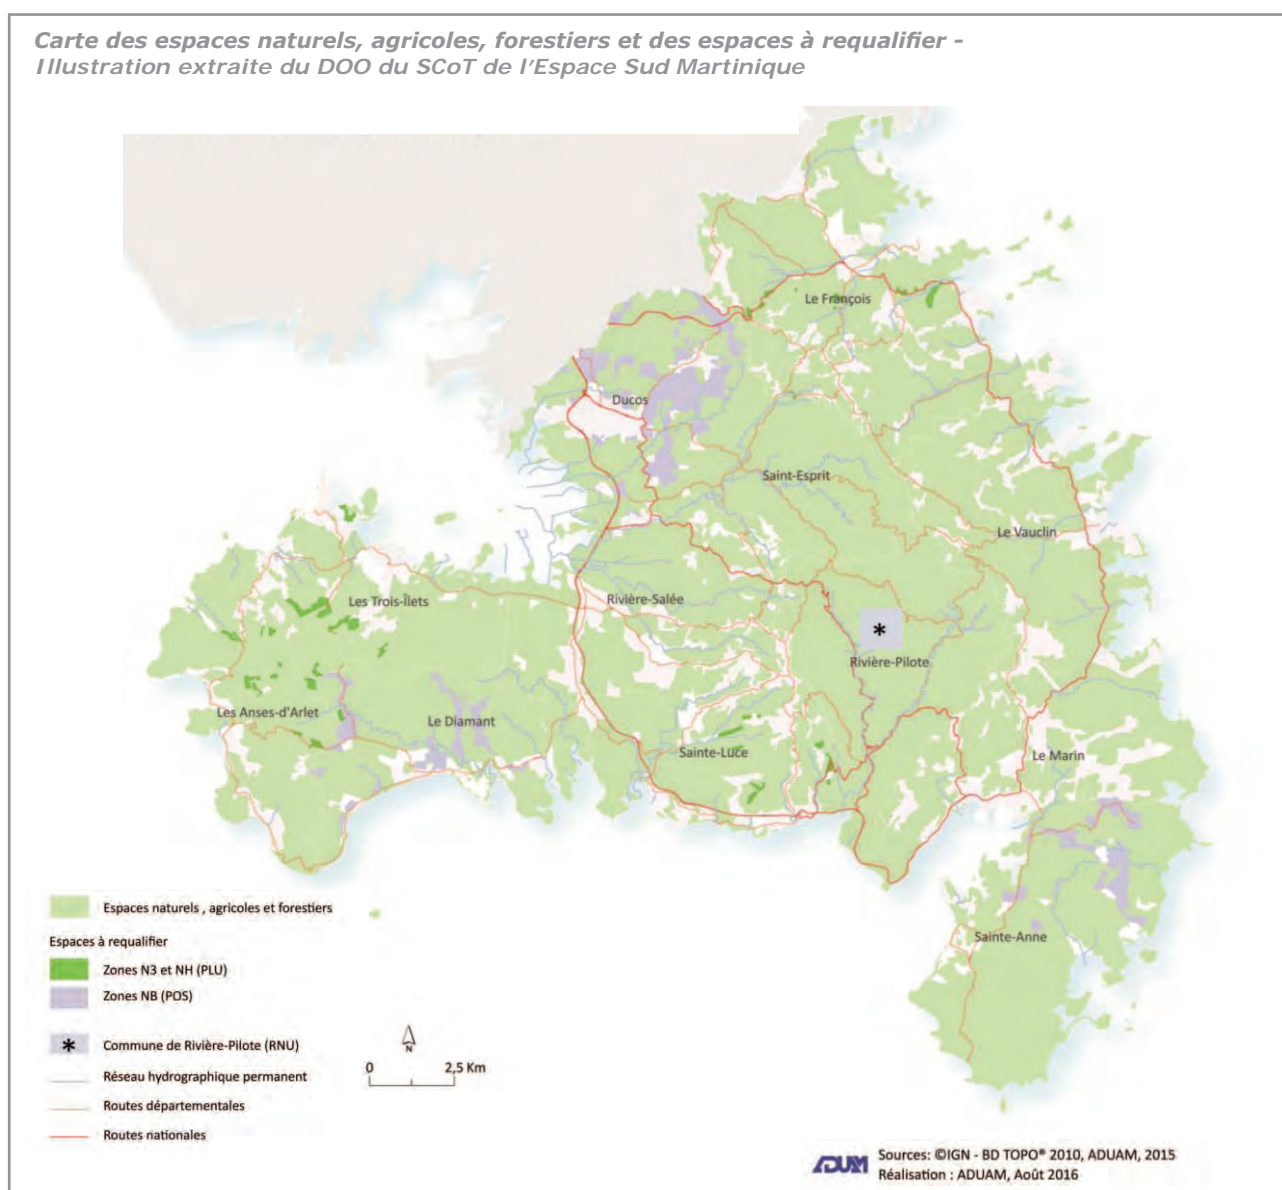 Carte des espaces naturels, agricoles, forestiers et des espaces à requalifier -
Illustration extraite du DOO du SCoT de l'Espace Sud Martinique
Le François
Ducos
Saint-Esprit
Le Vauclin
Les Trois-Îlets
Rivière-Salée
*
Rivière-Pilote
Les Anses-d'Arlet
Le Diamant
Sainte-Luce
Le Marin
Sainte-Anne
Espaces naturels , agricoles et forestiers
Espaces à requalifier
Zones N3 et NH (PLU)
Zones NB (POS)
* Commune de Rivière-Pilote (RNU)
Réseau hydrographique permanent
Routes départementales
Routes nationales
N
0 2,5 Km
ADUAM
Sources: ©IGN - BD TOPO® 2010, ADUAM, 2015
Réalisation : ADUAM, Août 2016